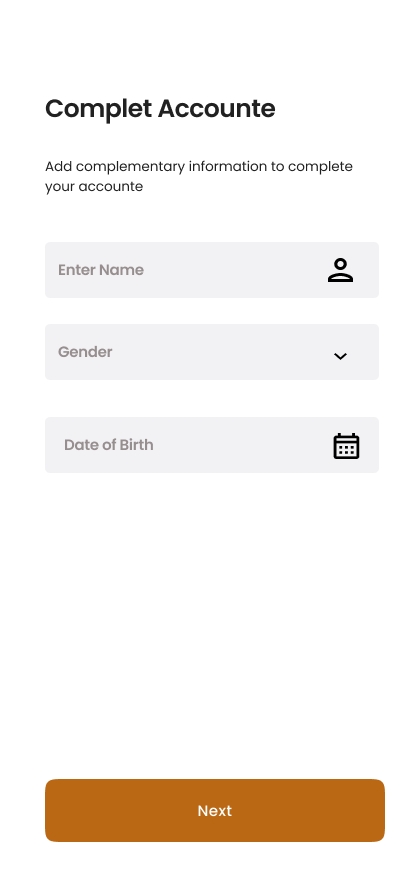 Complet Accounte
Add complementary information to complete
your accounte
Enter Name
Gender
Date of Birth
Next